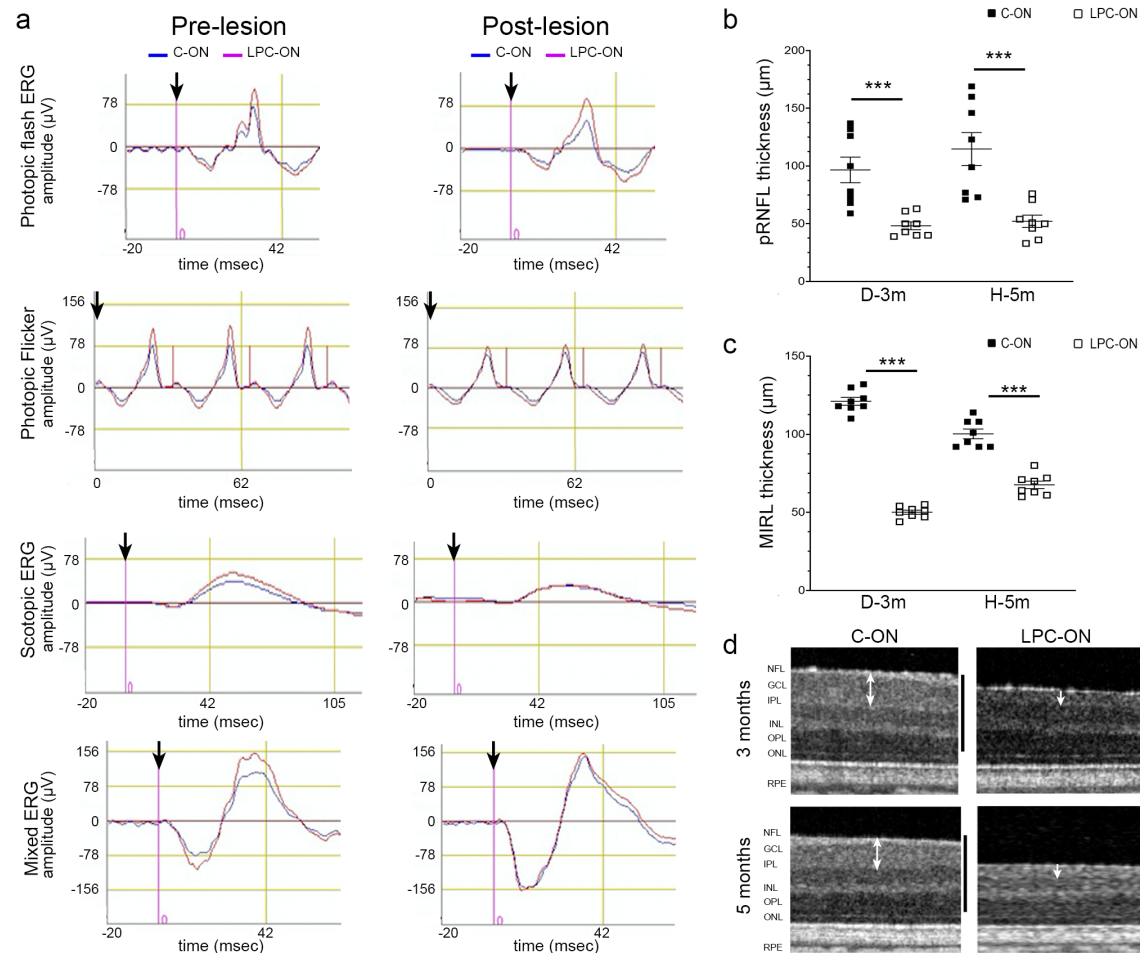 a
Pre-lesion
C-ON LPC-ON
Post-lesion
C-ON LPC-ON
Photopic flash ERG
amplitude (µV)
78
0
-78
-20 42
time (msec)
0
-20 42
time (msec)
78
0
-78
0
Photopic Flicker
amplitude (µV)
156
78
0
-78
0 62
time (msec)
156
78
0
-78
0 62
time (msec)
Scotopic ERG
amplitude (µV)
78
0
-78
0
-20 42 105
time (msec)
78
0
-78
0
-20 42 105
time (msec)
Mixed ERG
amplitude (µV)
156
78
0
-78
-156
0
-20 42
time (msec)
156
78
0
-78
-156
0
-20 42
time (msec)
b
C-ON LPC-ON
pRNFL thickness (µm)
200
150
100
50
0
***
***
D-3m H-5m
c
C-ON LPC-ON
MIRL thickness (µm)
150
100
50
0
***
***
D-3m H-5m
d
C-ON LPC-ON
3 months
NFL
GCL
IPL
INL
OPL
ONL
RPE
5 months
NFL
GCL
IPL
INL
OPL
ONL
RPE